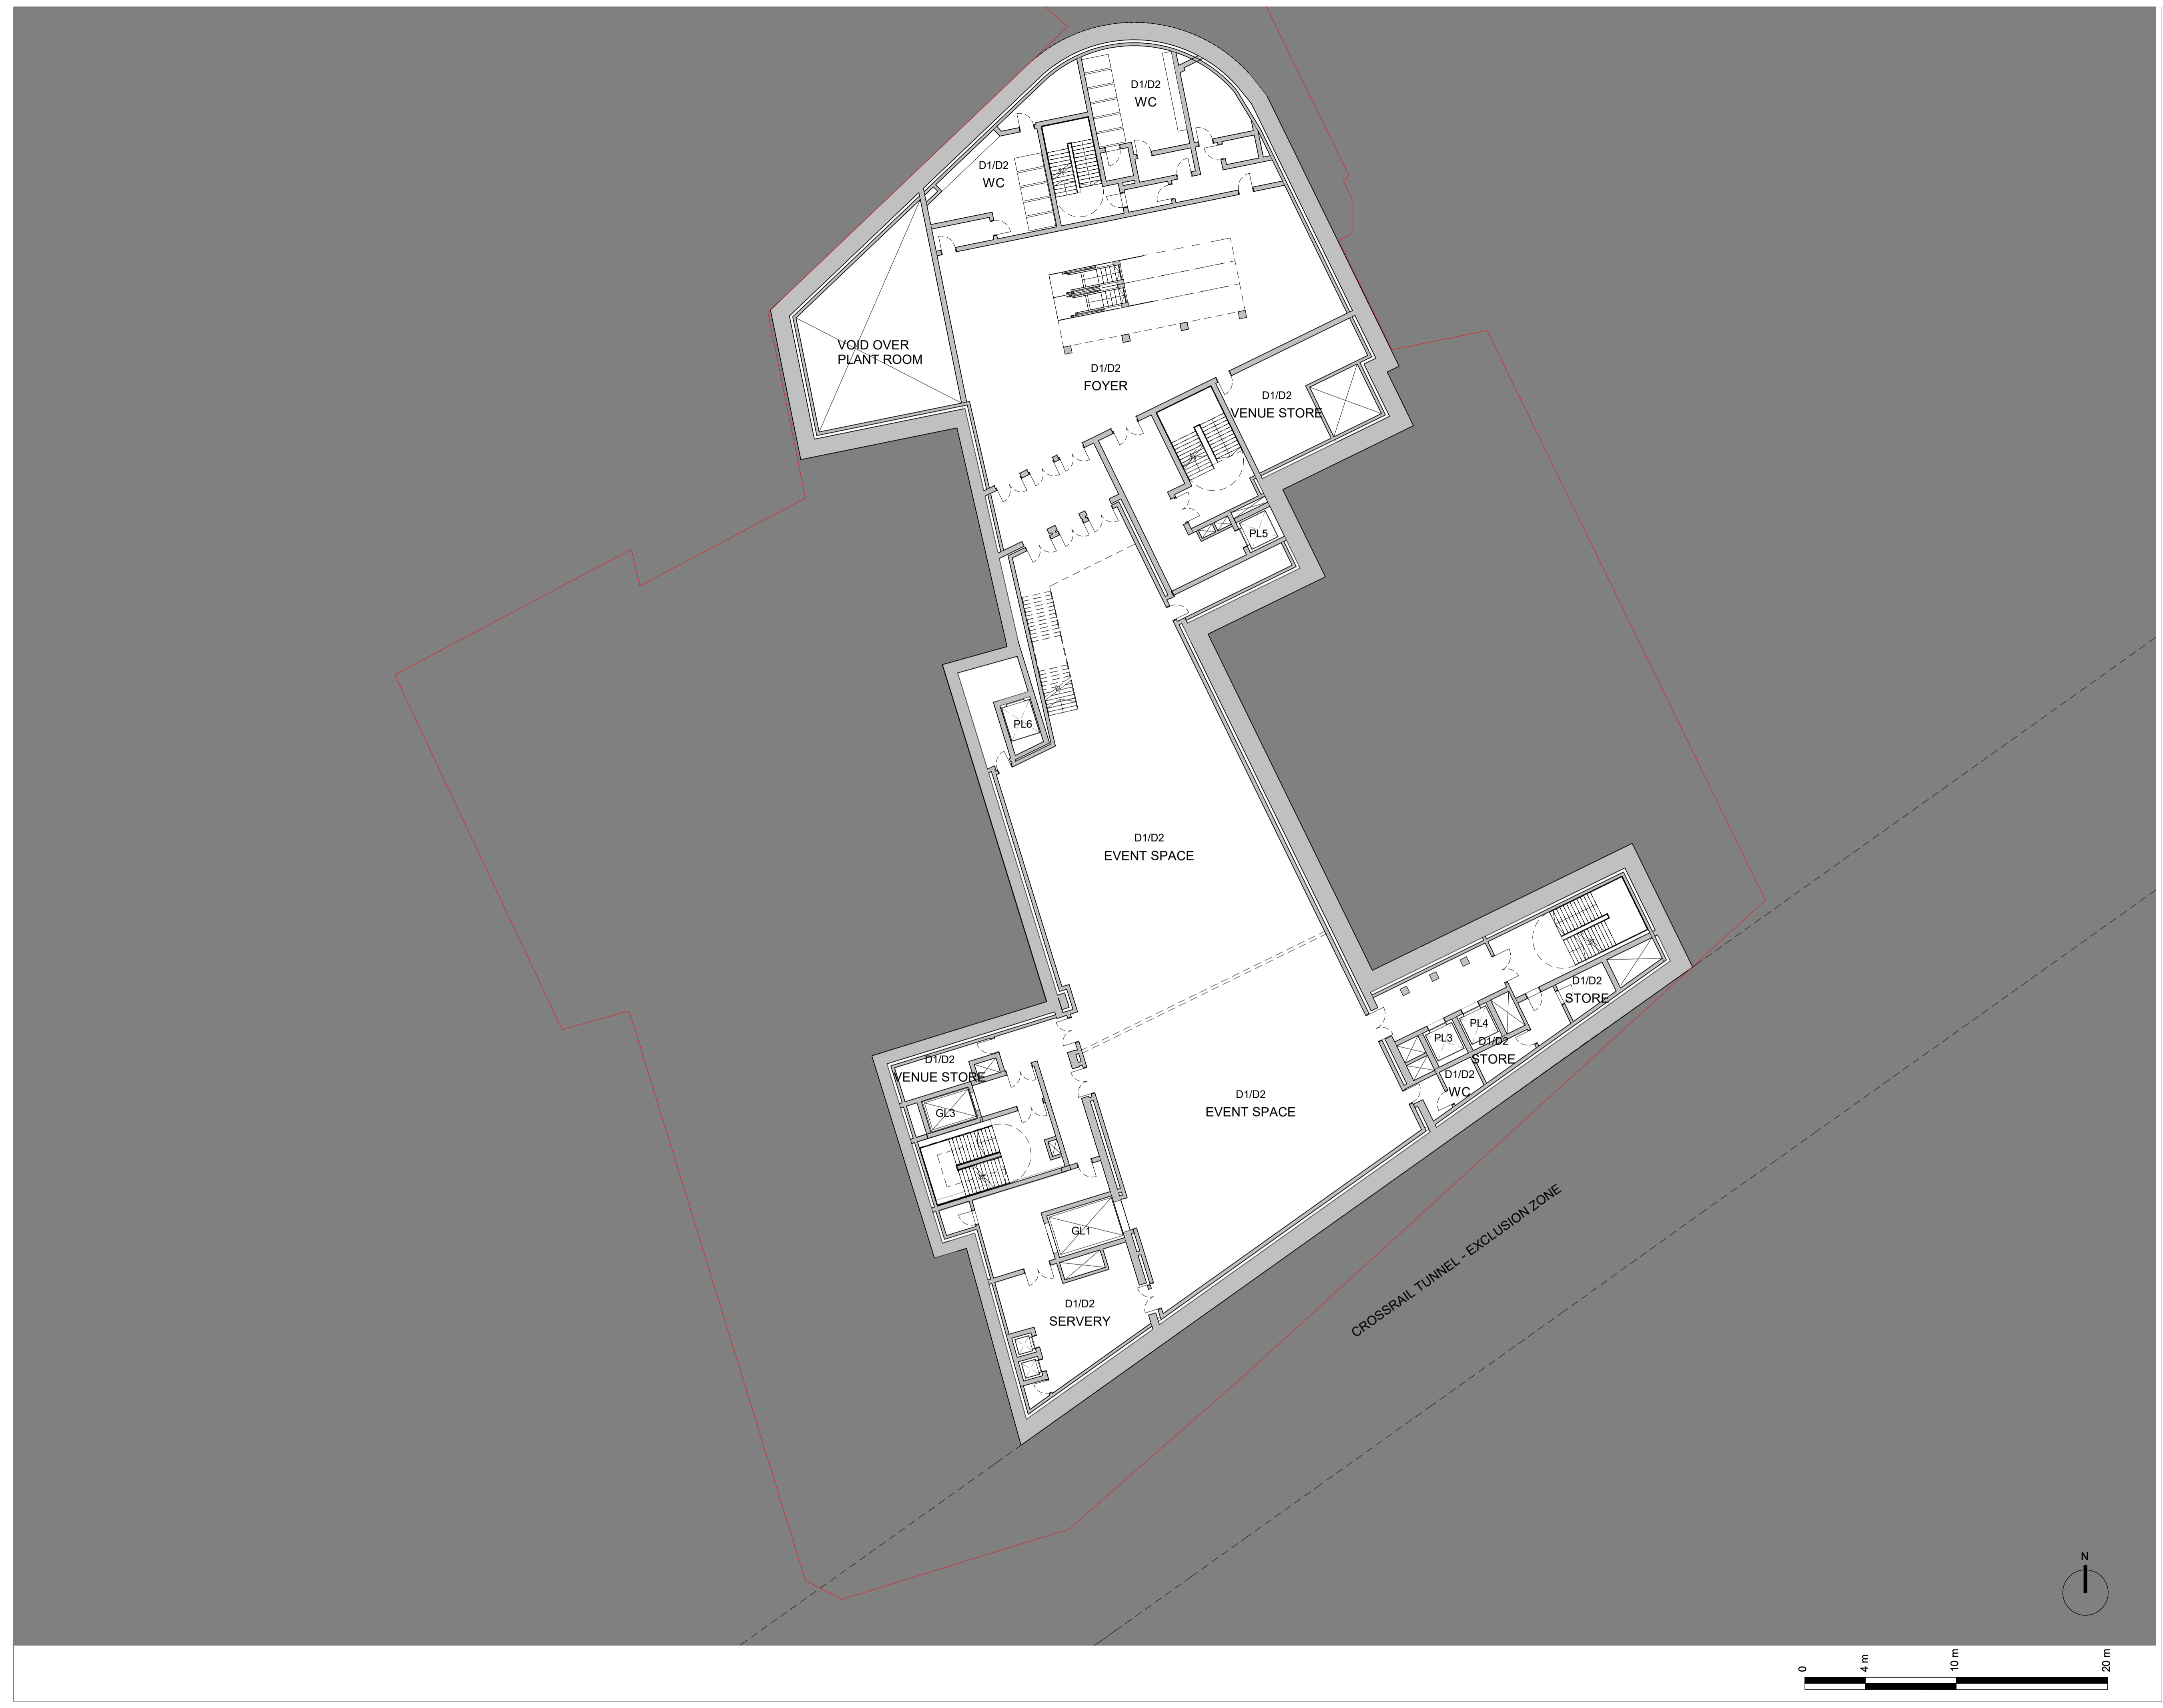 D1/D2
WC
D1/D2
WC
VOID OVER
PLANT ROOM
D1/D2
FOYER
D1/D2
VENUE STORE
PL5
PL6
D1/D2
EVENT SPACE
D1/D2
STORE
PL4
PL3
D1/D2
STORE
D1/D2
WC
D1/D2
VENUE STORE
GL3
D1/D2
EVENT SPACE
GL1
D1/D2
SERVERY
CROSSRAIL TUNNEL - EXCLUSION ZONE
N
0
4 m
10 m
20 m